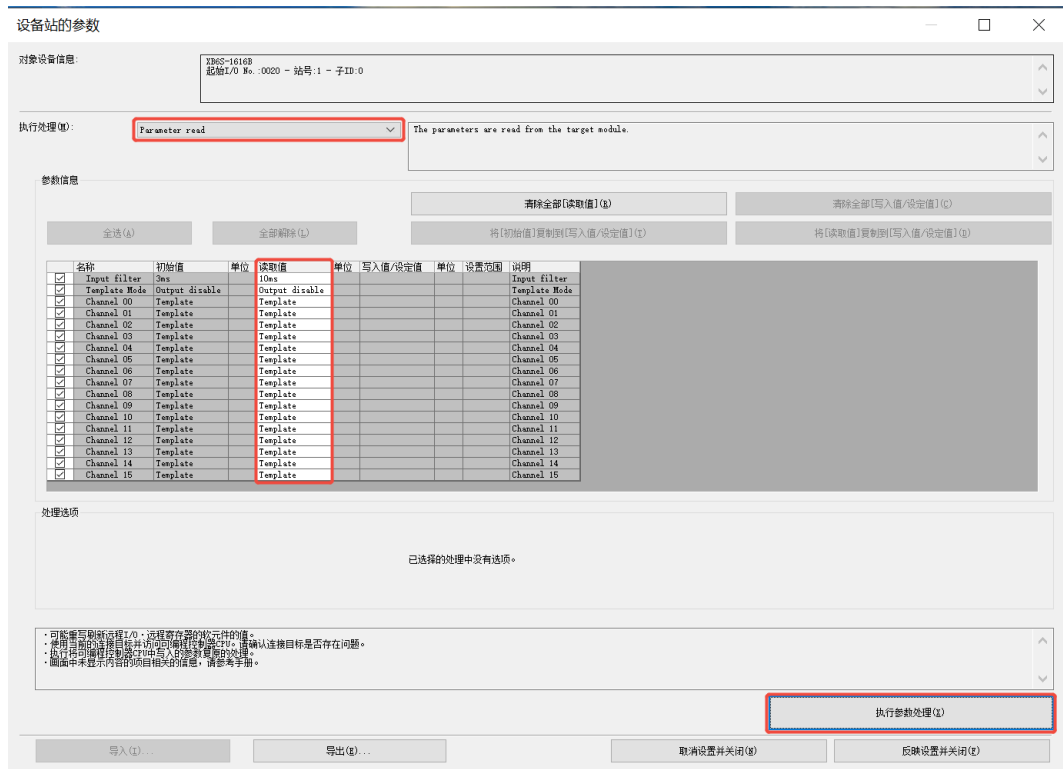 设备站的参数
对象设备信息:
XB6S-1616B
起始I/O No.:0020 - 站号:1 - 子ID:0
执行处理(M):
Parameter read
The parameters are read from the target module.
参数信息
清除全部[读取值](R)
清除全部[写入值/设定值](C)
全选(A)
全部解除(L)
将[初始值]复制到[写入值/设定值](T)
将[读取值]复制到[写入值/设定值](D)
名称 初始值 单位 读取值 单位 写入值/设定值 单位 设置范围 说明
Input filter 3ms 10ms Input filter
Template Mode Output disable Output disable Template Mode
Channel 00 Template Template Channel 00
Channel 01 Template Template Channel 01
Channel 02 Template Template Channel 02
Channel 03 Template Template Channel 03
Channel 04 Template Template Channel 04
Channel 05 Template Template Channel 05
Channel 06 Template Template Channel 06
Channel 07 Template Template Channel 07
Channel 08 Template Template Channel 08
Channel 09 Template Template Channel 09
Channel 10 Template Template Channel 10
Channel 11 Template Template Channel 11
Channel 12 Template Template Channel 12
Channel 13 Template Template Channel 13
Channel 14 Template Template Channel 14
Channel 15 Template Template Channel 15
处理选项
已选择的处理中没有选项。
·可能重写刷新远程I/O·远程寄存器的软元件的值。
·使用当前的连接目标并访问可编程控制器CPU。请确认连接目标是否存在问题。
·执行将可编程控制器CPU中写入的参数复原的处理。
·画面中未显示内容的项目相关的信息，请参考手册。
执行参数处理(X)
导入(I)...
导出(E)...
取消设置并关闭(N)
反映设置并关闭(F)